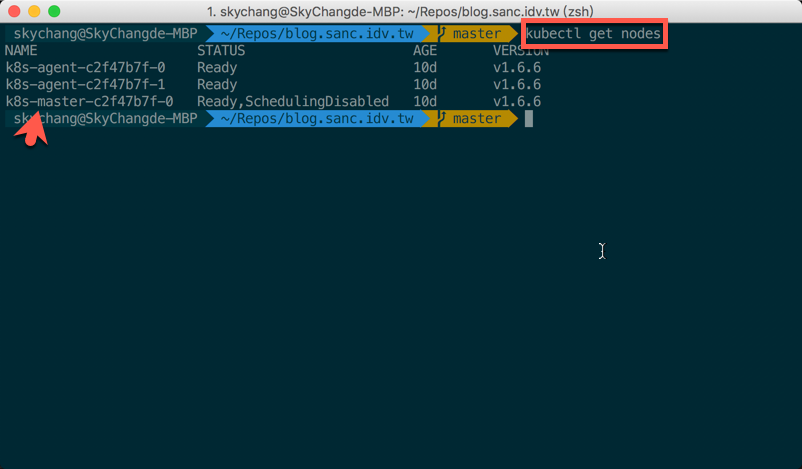 1. skychang@SkyChangde-MBP: ~/Repos/blog.sanc.idv.tw (zsh)
skychang@SkyChangde-MBP ~/Repos/blog.sanc.idv.tw master kubectl get nodes
NAME STATUS AGE VERSION
k8s-agent-c2f47b7f-0 Ready 10d v1.6.6
k8s-agent-c2f47b7f-1 Ready 10d v1.6.6
k8s-master-c2f47b7f-0 Ready,SchedulingDisabled 10d v1.6.6
skychang@SkyChangde-MBP ~/Repos/blog.sanc.idv.tw master